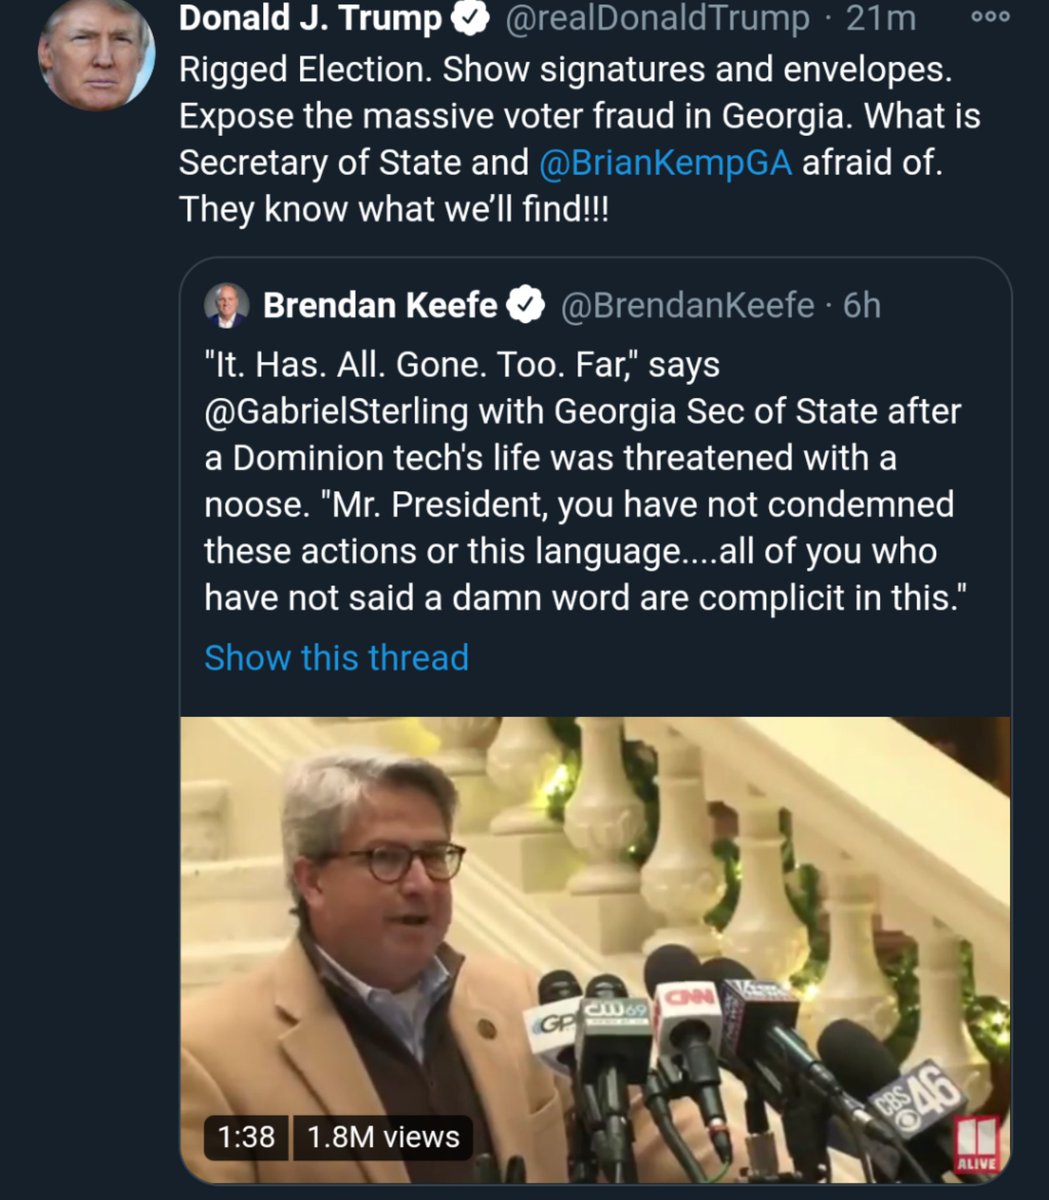 Donald J. Trump @realDonaldTrump · 21m
Rigged Election. Show signatures and envelopes.
Expose the massive voter fraud in Georgia. What is
Secretary of State and @BrianKempGA afraid of.
They know what we’ll find!!!
Brendan Keefe @BrendanKeefe · 6h
"It. Has. All. Gone. Too. Far," says
@GabrielSterling with Georgia Sec of State after
a Dominion tech's life was threatened with a
noose. "Mr. President, you have not condemned
these actions or this language....all of you who
have not said a damn word are complicit in this."
Show this thread
GP
CW69
CNN
CBS 46
1:38 1.8M views
11
ALIVE